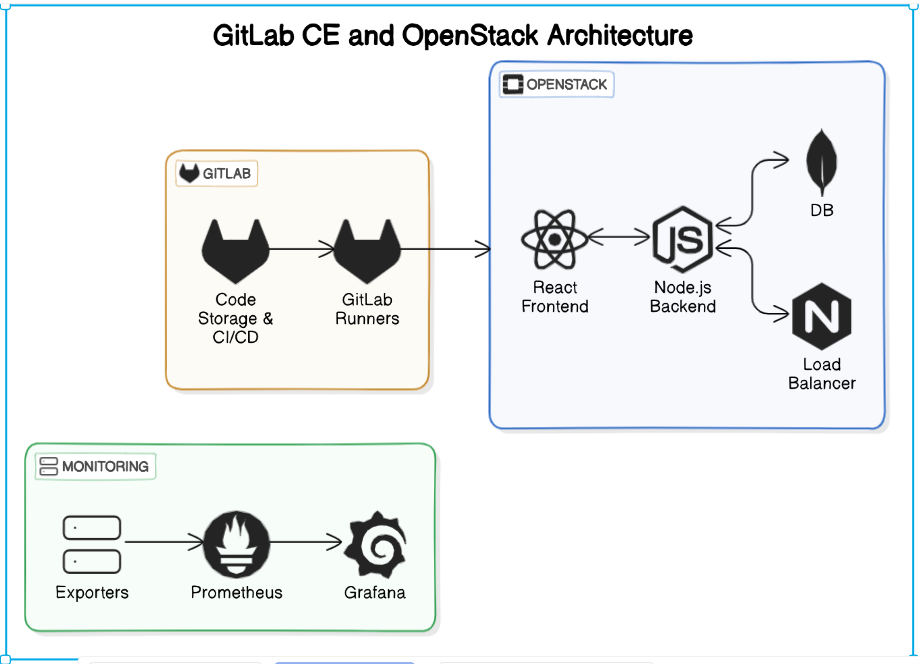 GitLab CE and OpenStack Architecture
OPENSTACK
GITLAB
DB
React
Frontend
Node.js
Backend
Code
Storage &
CI/CD
GitLab
Runners
Load
Balancer
MONITORING
Exporters
Prometheus
Grafana